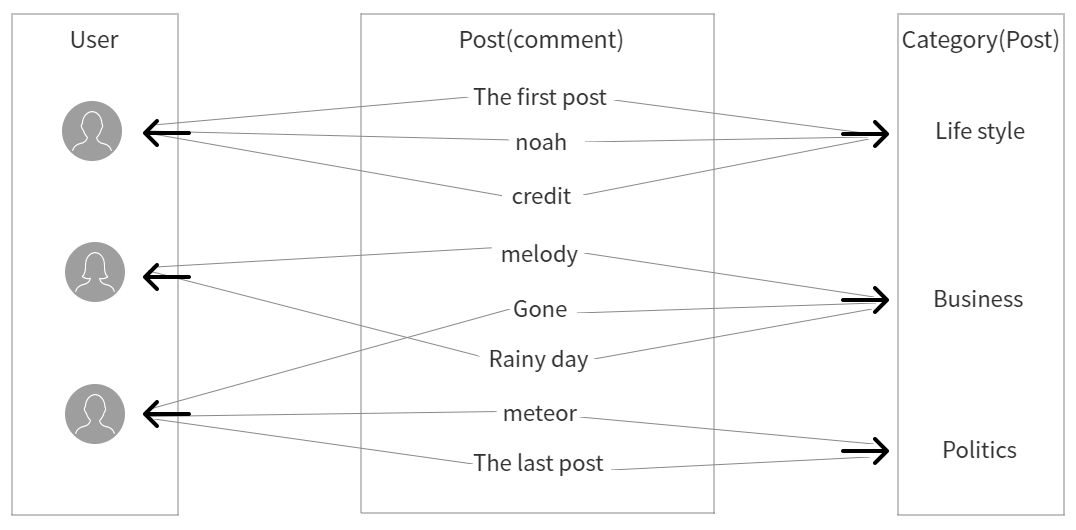 User
Post(comment)
Category(Post)
The first post
noah
credit
melody
Gone
Rainy day
meteor
The last post
Life style
Business
Politics